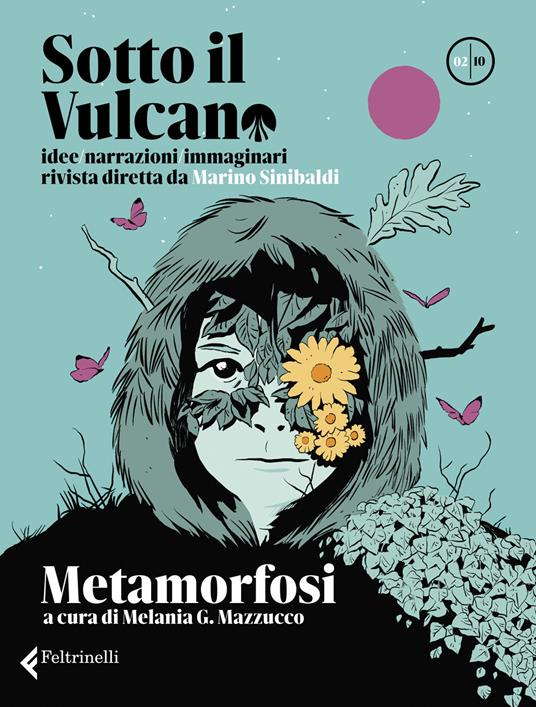 Sotto il
Vulcano
02|10
idee/narrazioni/immaginari
rivista diretta da Marino Sinibaldi
Metamorfosi
a cura di Melania G. Mazzucco
Feltrinelli